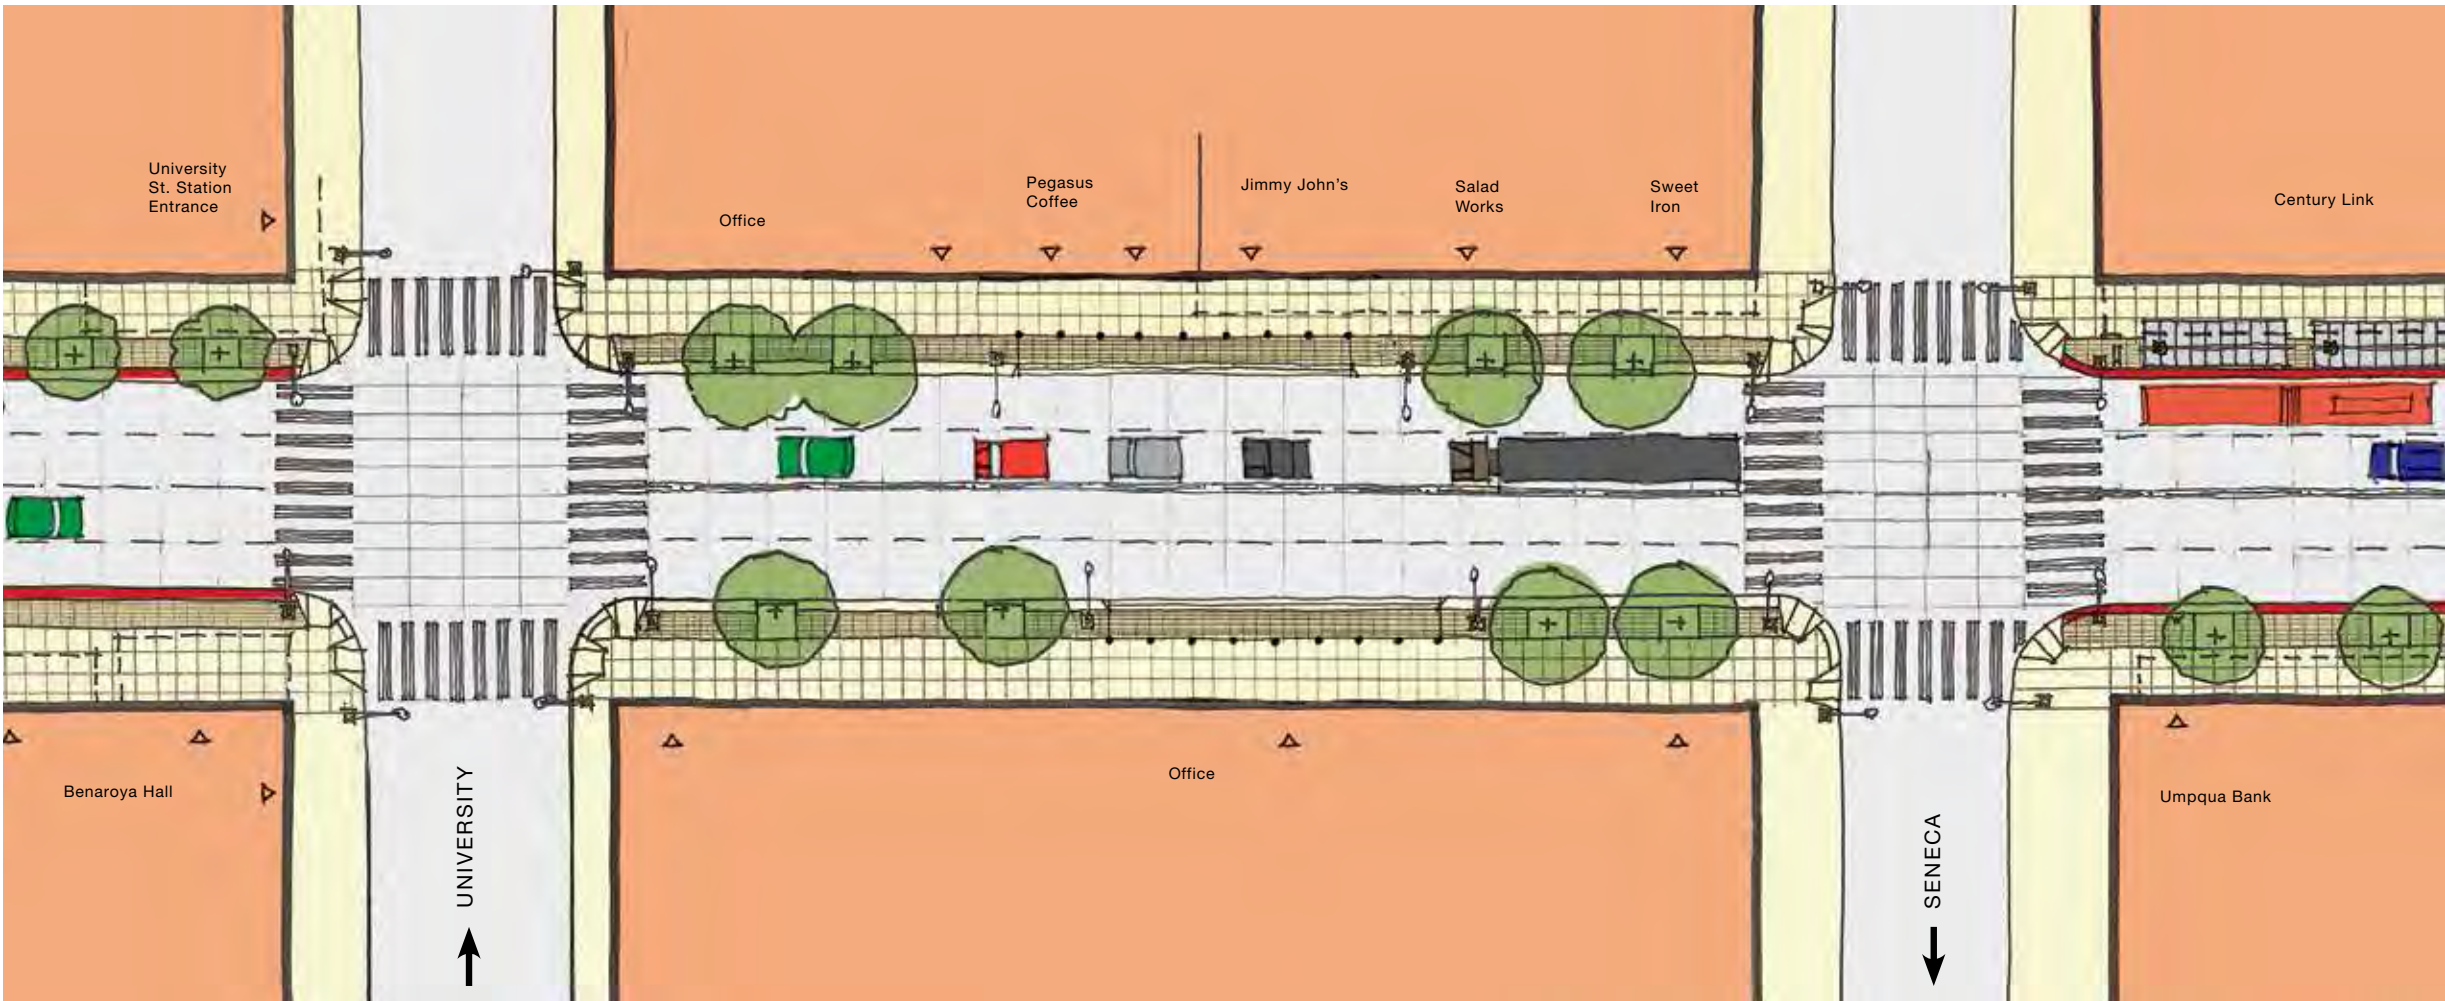 University
St. Station
Entrance
Office
Pegasus
Coffee
Jimmy John's
Salad
Works
Sweet
Iron
Century Link
Benaroya Hall
UNIVERSITY
Office
SENECA
Umpqua Bank